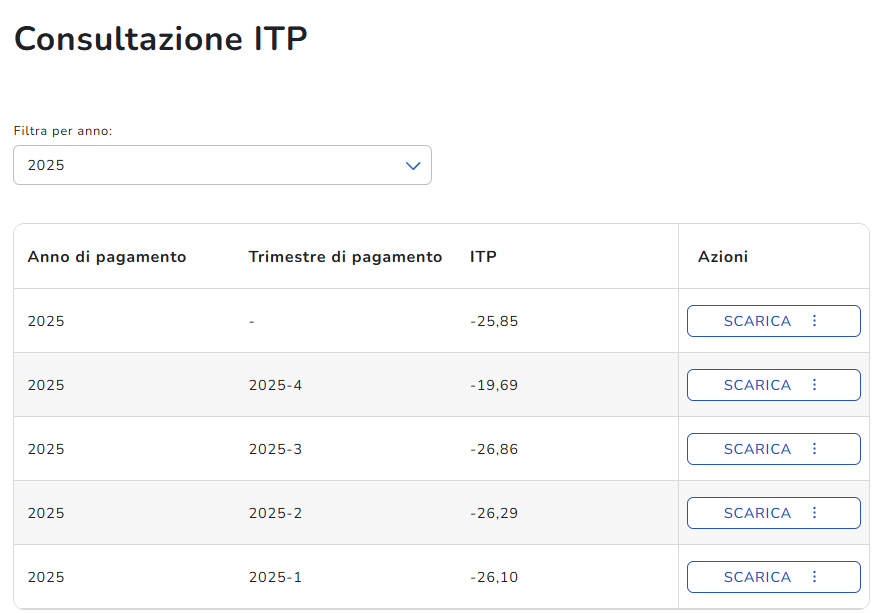 Consultazione ITP
Filtra per anno:
2025
Anno di pagamento Trimestre di pagamento ITP Azioni
2025 - -25,85 SCARICA ⋮
2025 2025-4 -19,69 SCARICA ⋮
2025 2025-3 -26,86 SCARICA ⋮
2025 2025-2 -26,29 SCARICA ⋮
2025 2025-1 -26,10 SCARICA ⋮